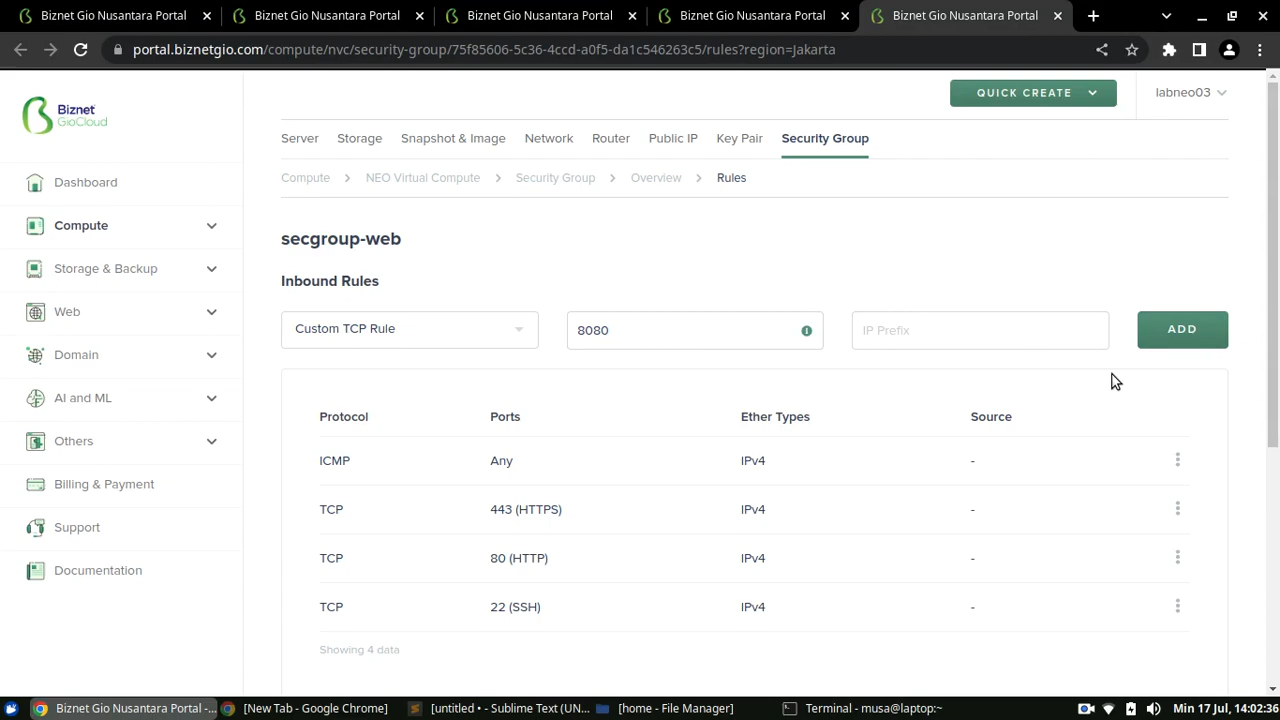 Biznet Gio Nusantara Portal
Biznet Gio Nusantara Portal
Biznet Gio Nusantara Portal
Biznet Gio Nusantara Portal
Biznet Gio Nusantara Portal
portal.biznetgio.com/compute/nvc/security-group/75f85606-5c36-4ccd-a0f5-da1c546263c5/rules?region=Jakarta
Biznet
GioCloud
QUICK CREATE
labneo03
Server
Storage
Snapshot & Image
Network
Router
Public IP
Key Pair
Security Group
Compute
NEO Virtual Compute
Security Group
Overview
Rules
Dashboard
Compute
Storage & Backup
Web
Domain
AI and ML
Others
Billing & Payment
Support
Documentation
secgroup-web
Inbound Rules
Custom TCP Rule
8080
IP Prefix
ADD
Protocol Ports Ether Types Source
ICMP Any IPv4 -
TCP 443 (HTTPS) IPv4 -
TCP 80 (HTTP) IPv4 -
TCP 22 (SSH) IPv4 -
Showing 4 data
Biznet Gio Nusantara Portal -...
[New Tab - Google Chrome]
[untitled • - Sublime Text (UN...
[home - File Manager]
Terminal - musa@laptop:~
Min 17 Jul, 14:02:36